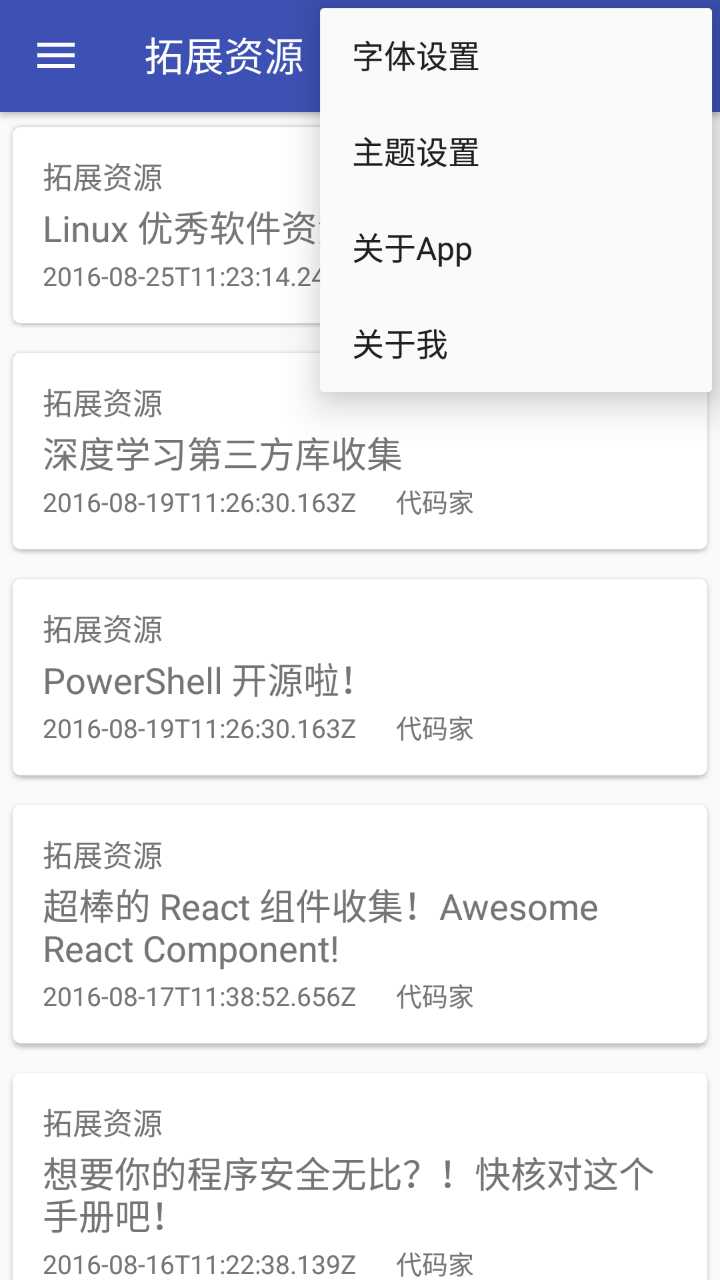 拓展资源
字体设置
主题设置
关于App
关于我
拓展资源
Linux 优秀软件资
2016-08-25T11:23:14.24
拓展资源
深度学习第三方库收集
2016-08-19T11:26:30.163Z 代码家
拓展资源
PowerShell 开源啦！
2016-08-19T11:26:30.163Z 代码家
拓展资源
超棒的 React 组件收集！Awesome
React Component!
2016-08-17T11:38:52.656Z 代码家
拓展资源
想要你的程序安全无比？！快核对这个
手册吧！
2016-08-16T11:22:38.139Z 代码家